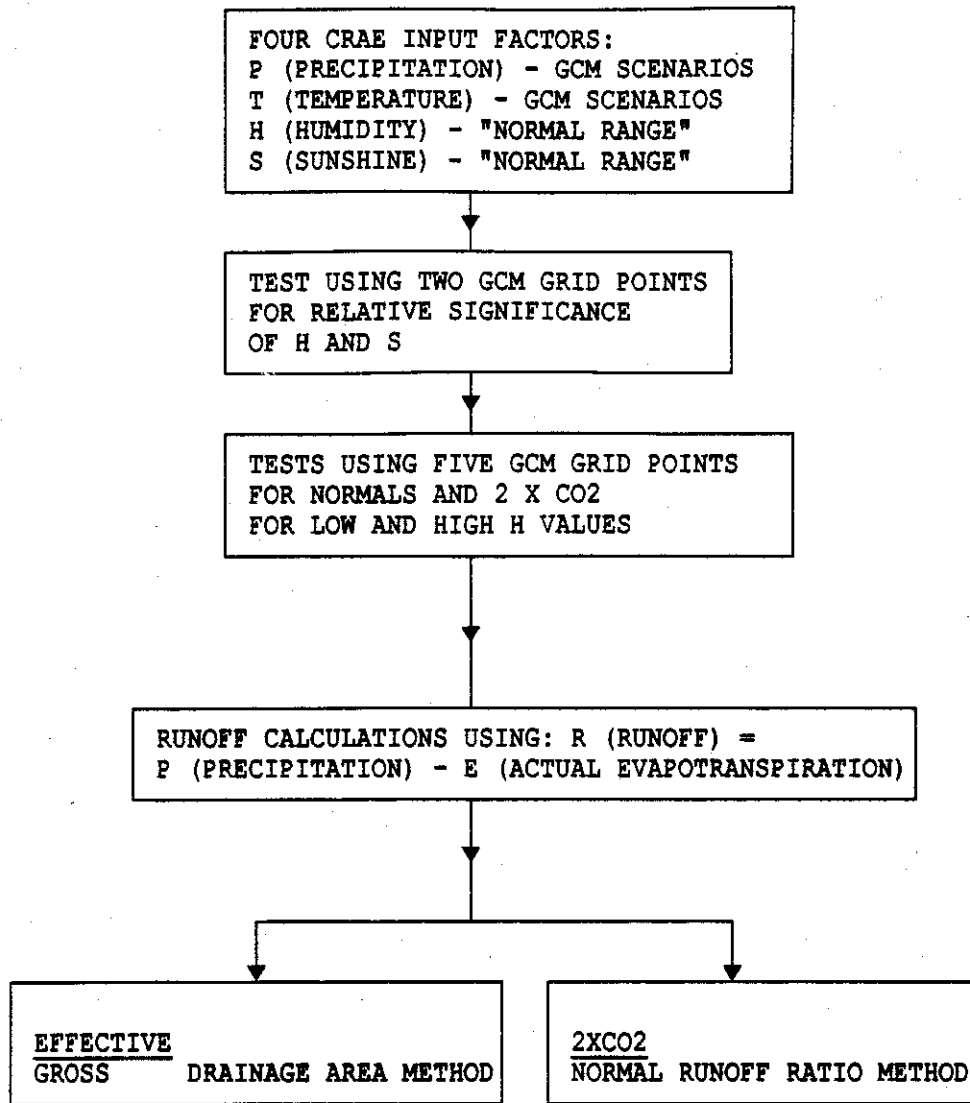 FOUR CRAE INPUT FACTORS:
P (PRECIPITATION) - GCM SCENARIOS
T (TEMPERATURE) - GCM SCENARIOS
H (HUMIDITY) - "NORMAL RANGE"
S (SUNSHINE) - "NORMAL RANGE"
TEST USING TWO GCM GRID POINTS
FOR RELATIVE SIGNIFICANCE
OF H AND S
TESTS USING FIVE GCM GRID POINTS
FOR NORMALS AND 2 X CO2
FOR LOW AND HIGH H VALUES
RUNOFF CALCULATIONS USING: R (RUNOFF) =
P (PRECIPITATION) - E (ACTUAL EVAPOTRANSPIRATION)
EFFECTIVE
GROSS DRAINAGE AREA METHOD
2XCO2
NORMAL RUNOFF RATIO METHOD